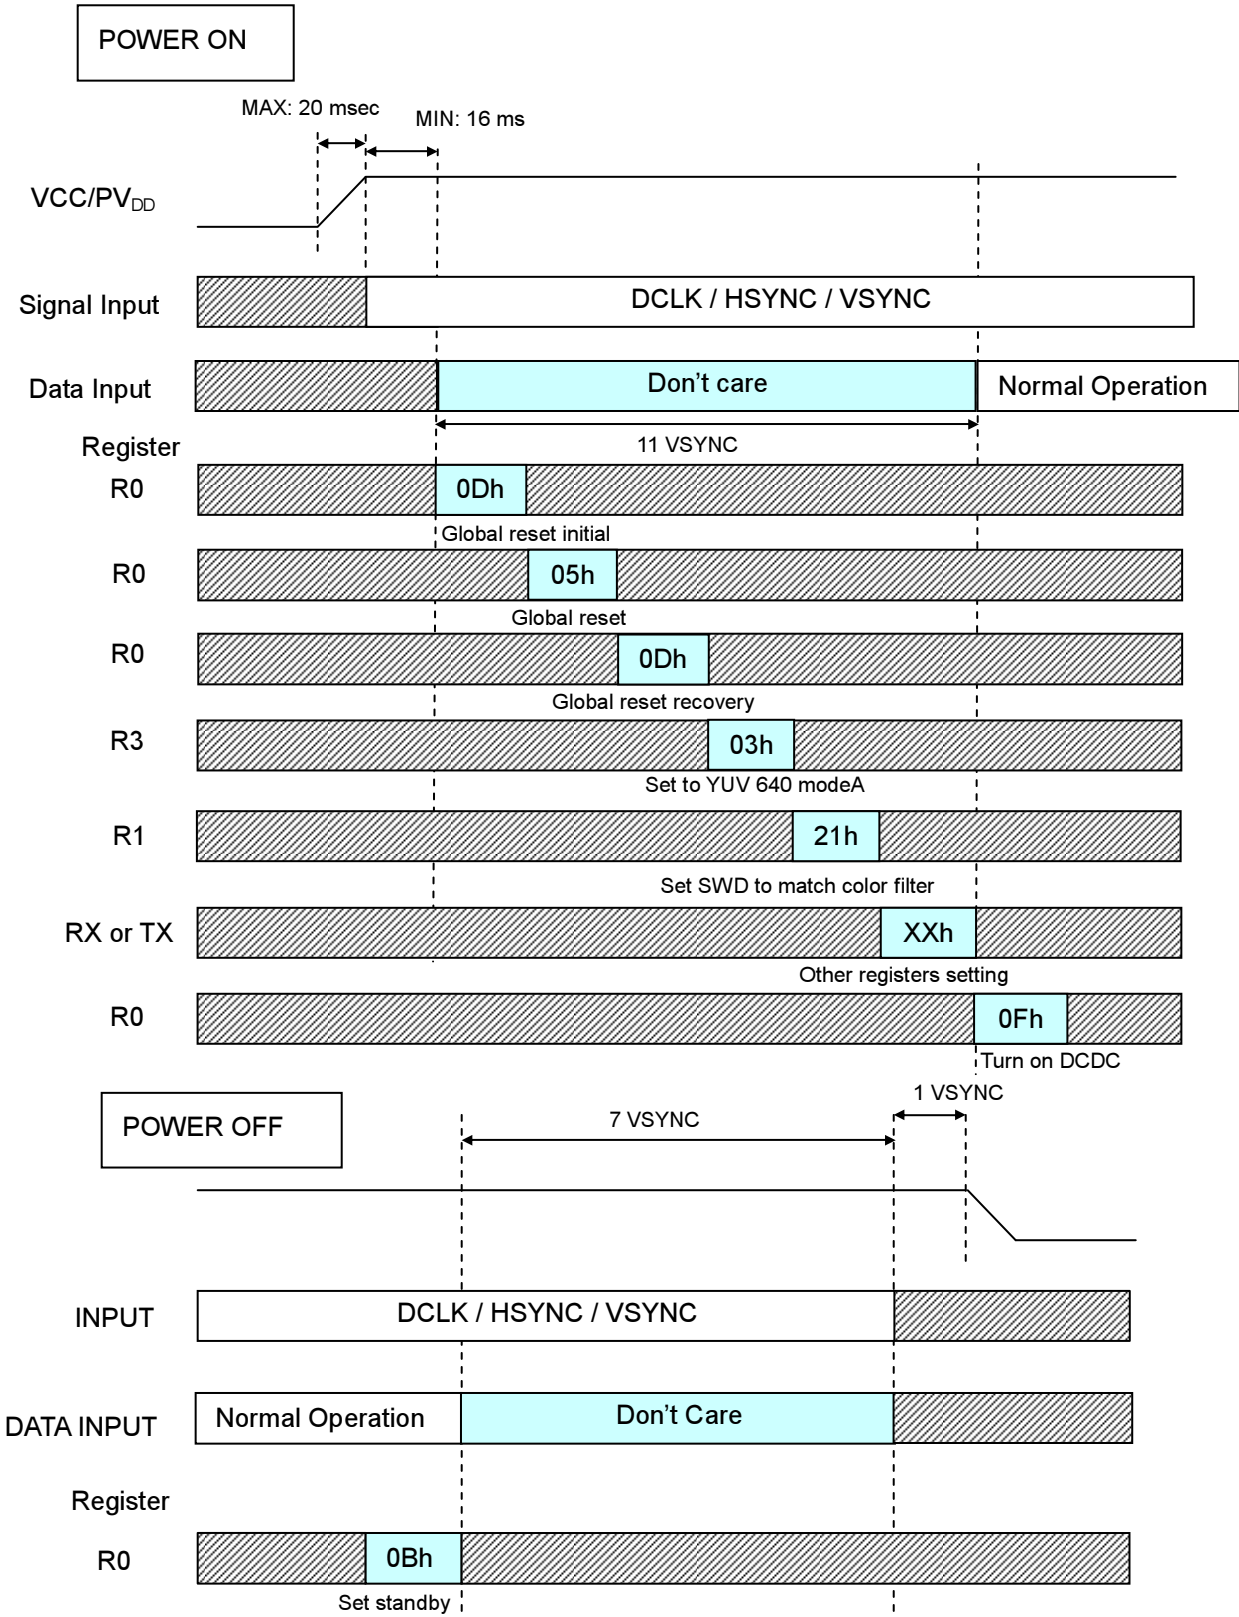 POWER ON
MAX: 20 msec
MIN: 16 ms
VCC/PVDD
Signal Input
DCLK / HSYNC / VSYNC
Data Input
Don't care
Normal Operation
11 VSYNC
Register
R0
0Dh
Global reset initial
R0
05h
Global reset
R0
0Dh
Global reset recovery
R3
03h
Set to YUV 640 modeA
R1
21h
Set SWD to match color filter
RX or TX
XXh
Other registers setting
R0
0Fh
Turn on DCDC
POWER OFF
7 VSYNC
1 VSYNC
INPUT
DCLK / HSYNC / VSYNC
DATA INPUT
Normal Operation
Don't Care
Register
R0
0Bh
Set standby